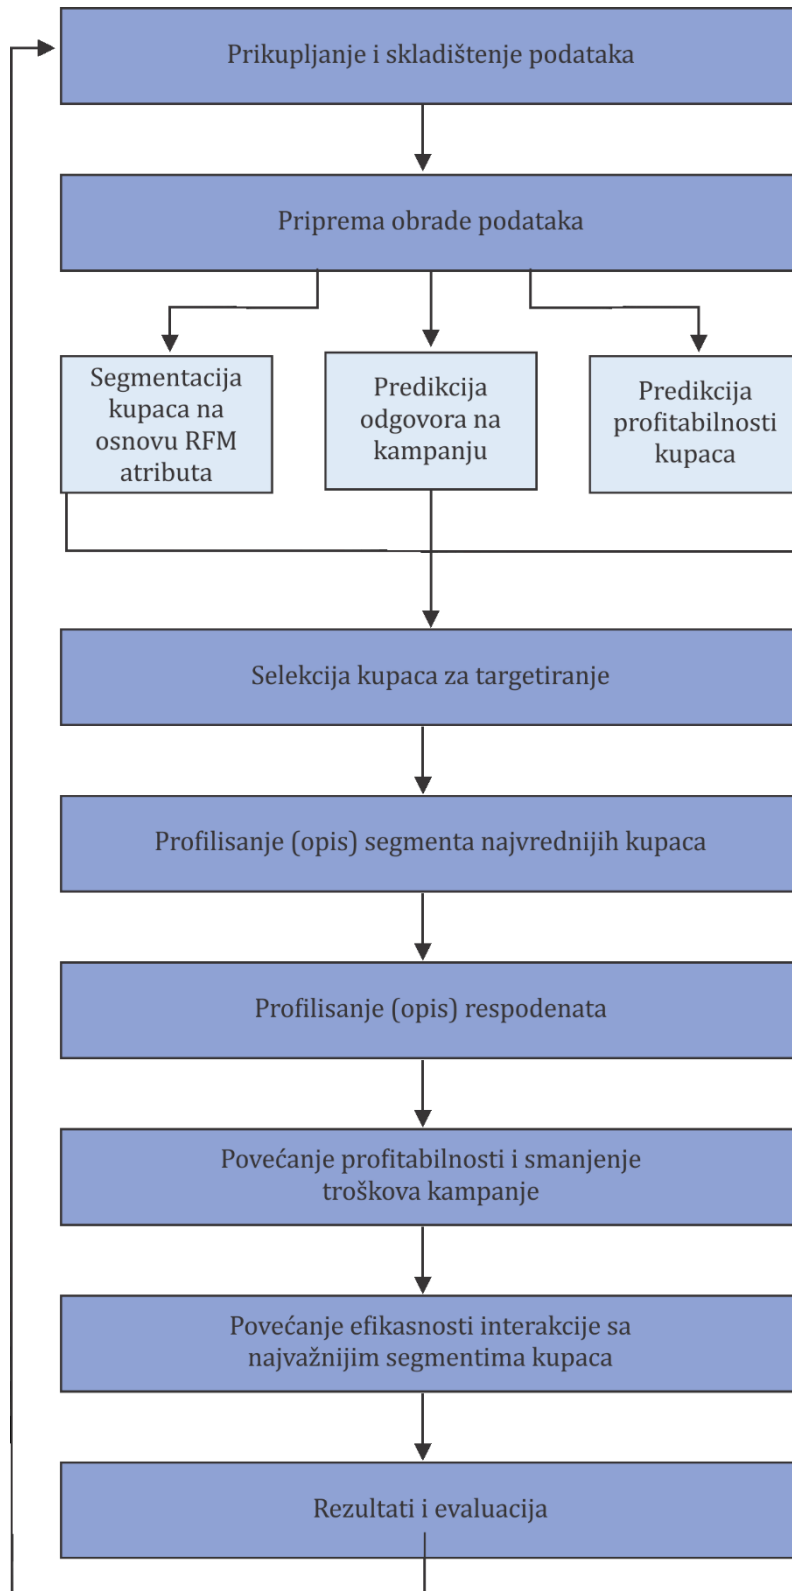 Prikupljanje i skladištenje podataka
Priprema obrade podataka
Segmentacija
kupaca na
osnovu RFM
atributa
Predikcija
odgovora na
kampanju
Predikcija
profitabilnosti
kupaca
Selekcija kupaca za targetiranje
Profilisanje (opis) segmenta najvrednijih kupaca
Profilisanje (opis) respodenata
Povećanje profitabilnosti i smanjenje
troškova kampanje
Povećanje efikasnosti interakcije sa
najvažnijim segmentima kupaca
Rezultati i evaluacija